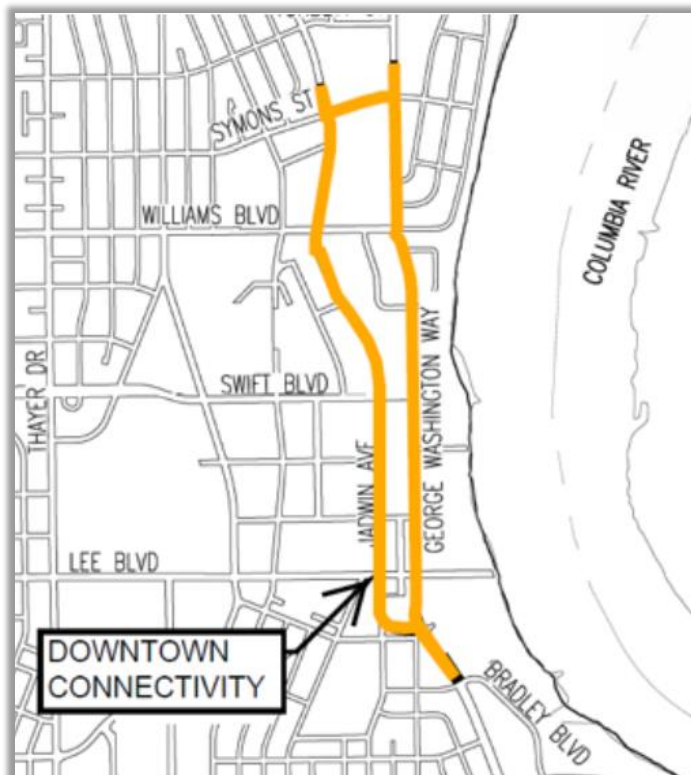 SYMONS ST
WILLIAMS BLVD
COLUMBIA RIVER
THAYER DR
SWIFT BLVD
JADWIN AVE
GEORGE WASHINGTON WAY
LEE BLVD
DOWNTOWN
CONNECTIVITY
BRADLEY BLVD